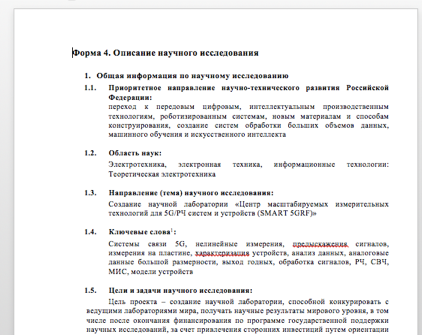 Форма 4. Описание научного исследования
1. Общая информация по научному исследованию
1.1. Приоритетное направление научно-технического развития Российской
Федерации:
переход к передовым цифровым, интеллектуальным производственным
технологиям, роботизированным системам, новым материалам и способам
конструирования, создание систем обработки больших объемов данных,
машинного обучения и искусственного интеллекта
1.2. Область наук:
Электротехника, электронная техника, информационные технологии:
Теоретическая электротехника
1.3. Направление (тема) научного исследования:
Создание научной лаборатории «Центр масштабируемых измерительных
технологий для 5G/РЧ систем и устройств (SMART 5GRF)»
1.4. Ключевые слова¹:
Системы связи 5G, нелинейные измерения, предыскажения сигналов,
измерения на пластине, характеризация устройств, анализ данных, аналоговые
данные большой размерности, выход годных, обработка сигналов, РЧ, СВЧ,
МИС, модели устройств
1.5. Цели и задачи научного исследования:
Цель проекта – создание научной лаборатории, способной конкурировать с
ведущими лабораториями мира, получать научные результаты мирового уровня, в том
числе после окончания финансирования по программе государственной поддержки
научных исследований, за счет привлечения сторонних инвестиций путем ориентации